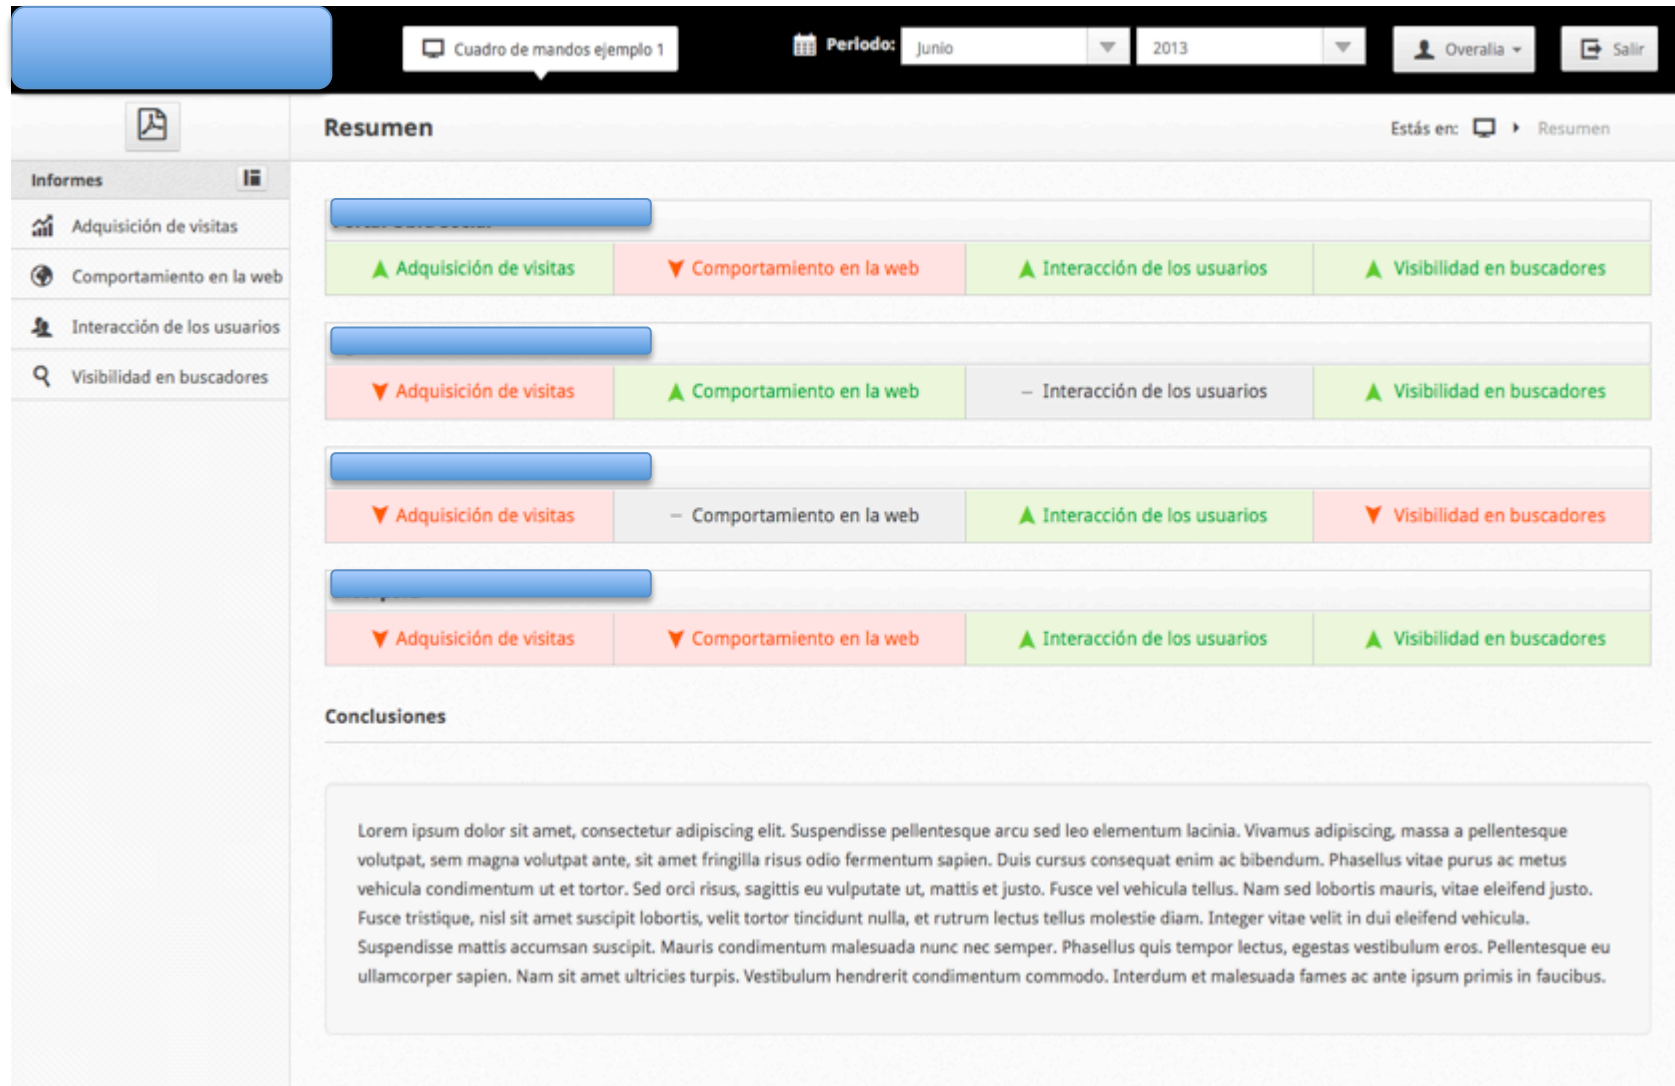 Cuadro de mandos ejemplo 1
Periodo:
Junio
2013
Overalia
Salir
Resumen
Estás en:
Resumen
Informes
Adquisición de visitas
Comportamiento en la web
Interacción de los usuarios
Visibilidad en buscadores
Adquisición de visitas Comportamiento en la web Interacción de los usuarios Visibilidad en buscadores
Adquisición de visitas Comportamiento en la web – Interacción de los usuarios Visibilidad en buscadores
Adquisición de visitas – Comportamiento en la web Interacción de los usuarios Visibilidad en buscadores
Adquisición de visitas Comportamiento en la web Interacción de los usuarios Visibilidad en buscadores
Conclusiones
Lorem ipsum dolor sit amet, consectetur adipiscing elit. Suspendisse pellentesque arcu sed leo elementum lacinia. Vivamus adipiscing, massa a pellentesque
volutpat, sem magna volutpat ante, sit amet fringilla risus odio fermentum sapien. Duis cursus consequat enim ac bibendum. Phasellus vitae purus ac metus
vehicula condimentum ut et tortor. Sed orci risus, sagittis eu vulputate ut, mattis et justo. Fusce vel vehicula tellus. Nam sed lobortis mauris, vitae eleifend justo.
Fusce tristique, nisl sit amet suscipit lobortis, velit tortor tincidunt nulla, et rutrum lectus tellus molestie diam. Integer vitae velit in dui eleifend vehicula.
Suspendisse mattis accumsan suscipit. Mauris condimentum malesuada nunc nec semper. Phasellus quis tempor lectus, egestas vestibulum eros. Pellentesque eu
ullamcorper sapien. Nam sit amet ultricies turpis. Vestibulum hendrerit condimentum commodo. Interdum et malesuada fames ac ante ipsum primis in faucibus.